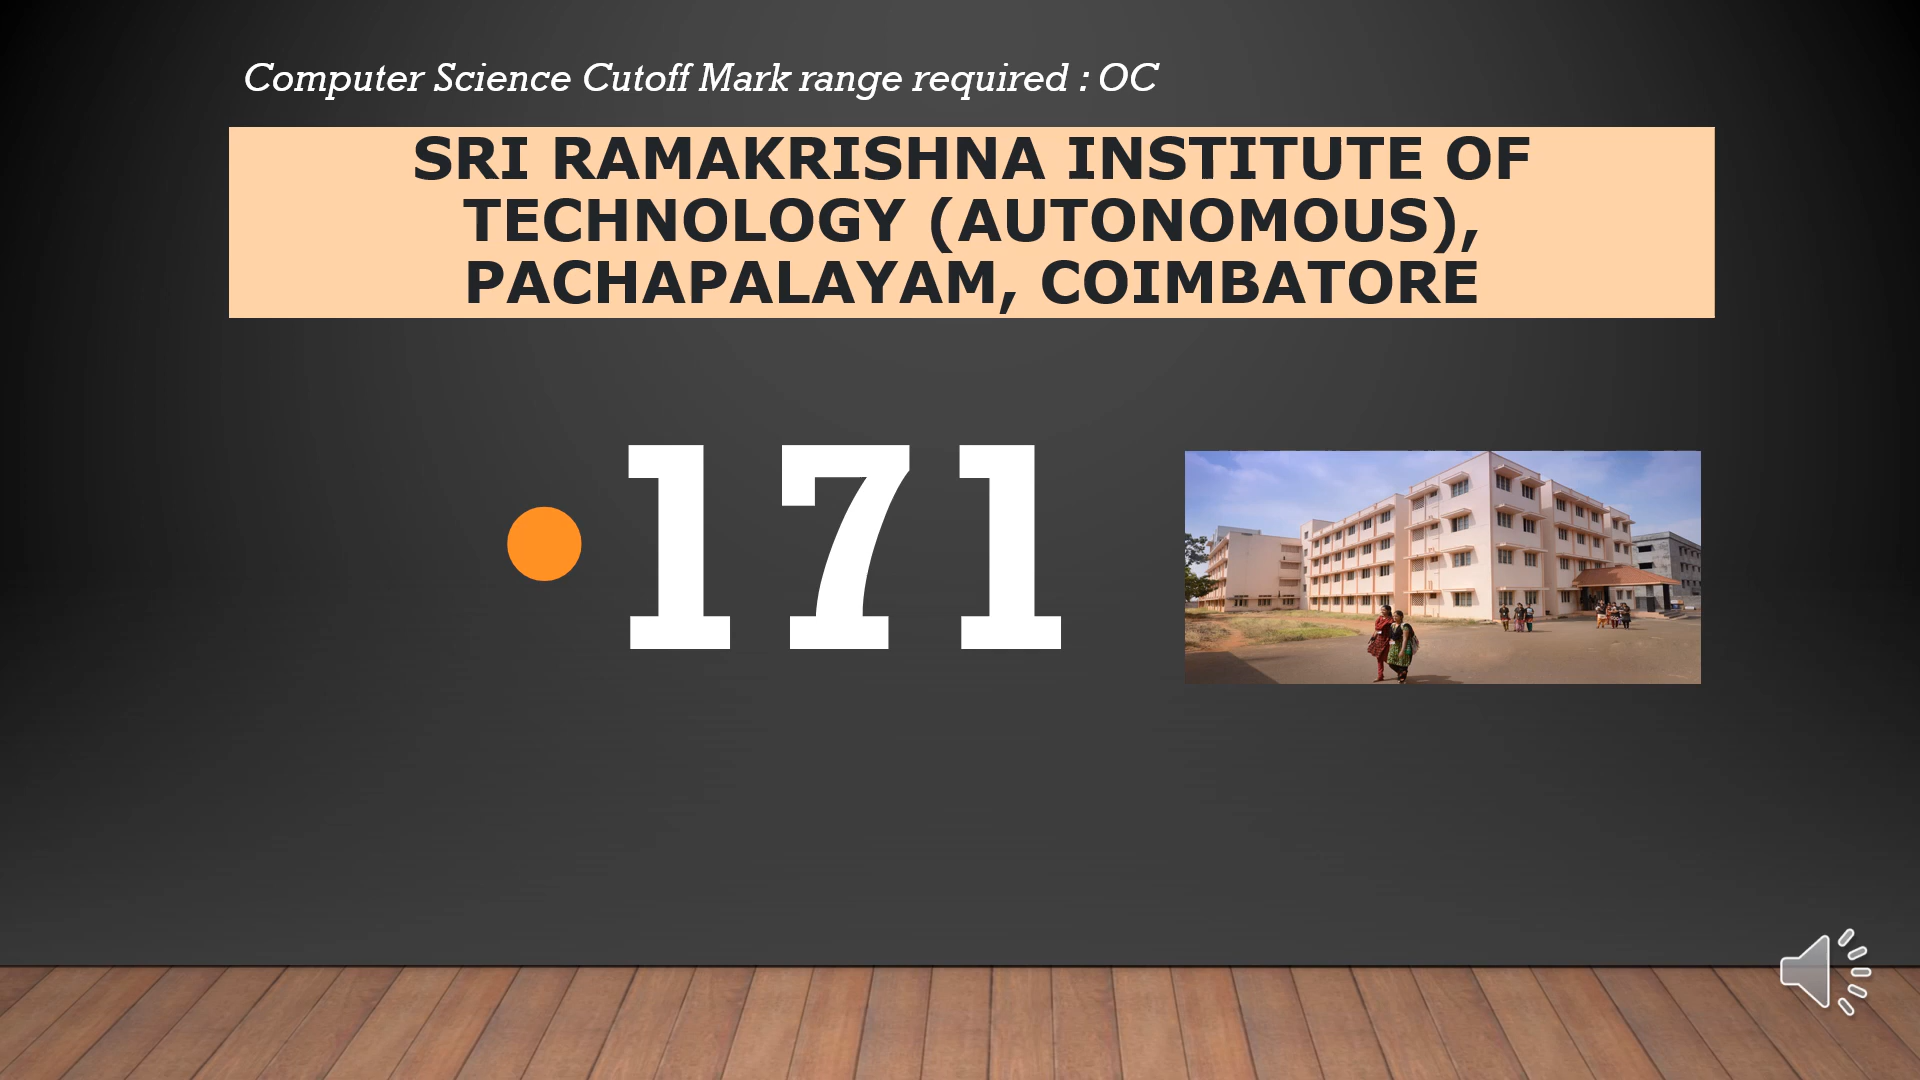 Computer Science Cutoff Mark range required : OC
SRI RAMAKRISHNA INSTITUTE OF
TECHNOLOGY (AUTONOMOUS),
PACHAPALAYAM, COIMBATORE
171